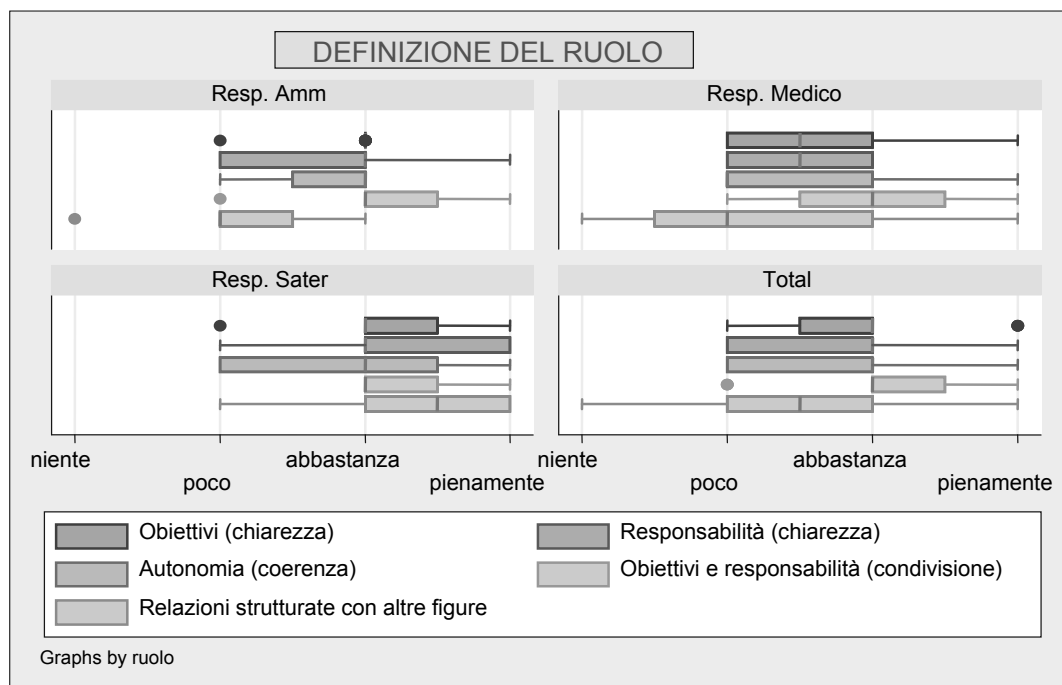 DEFINIZIONE DEL RUOLO
Resp. Amm
Resp. Medico
Resp. Sater
Total
niente
poco
abbastanza
pienamente
niente
poco
abbastanza
pienamente
Obiettivi (chiarezza)
Responsabilità (chiarezza)
Autonomia (coerenza)
Obiettivi e responsabilità (condivisione)
Relazioni strutturate con altre figure
Graphs by ruolo